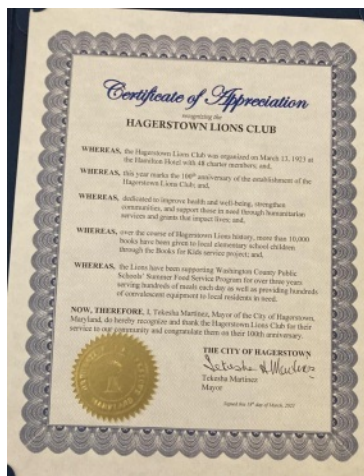 Certificate of Appreciation
recognizing the
HAGERSTOWN LIONS CLUB
WHEREAS, the Hagerstown Lions Club was organized on March 13, 1923 at
the Hamilton Hotel with 48 charter members; and,
WHEREAS, this year marks the 100th anniversary of the establishment of the
Hagerstown Lions Club; and,
WHEREAS, dedicated to improve health and well-being, strengthen
communities, and support those in need through humanitarian
services and grants that impact lives; and,
WHEREAS, over the course of Hagerstown Lions history, more than 10,000
books have been given to local elementary school children
through the Books for Kids service project; and,
WHEREAS, the Lions have been supporting Washington County Public
Schools' Summer Food Service Program for over three years
serving hundreds of meals each day as well as providing hundreds
of convalescent equipment to local residents in need.
NOW, THEREFORE, I, Tekesha Martinez, Mayor of the City of Hagerstown,
Maryland, do hereby recognize and thank the Hagerstown Lions Club for their
service to our community and congratulate them on their 100th anniversary.
THE CITY OF HAGERSTOWN
Tekesha A Martinez
Tekesha Martinez
Mayor
Signed this day of March, 2023